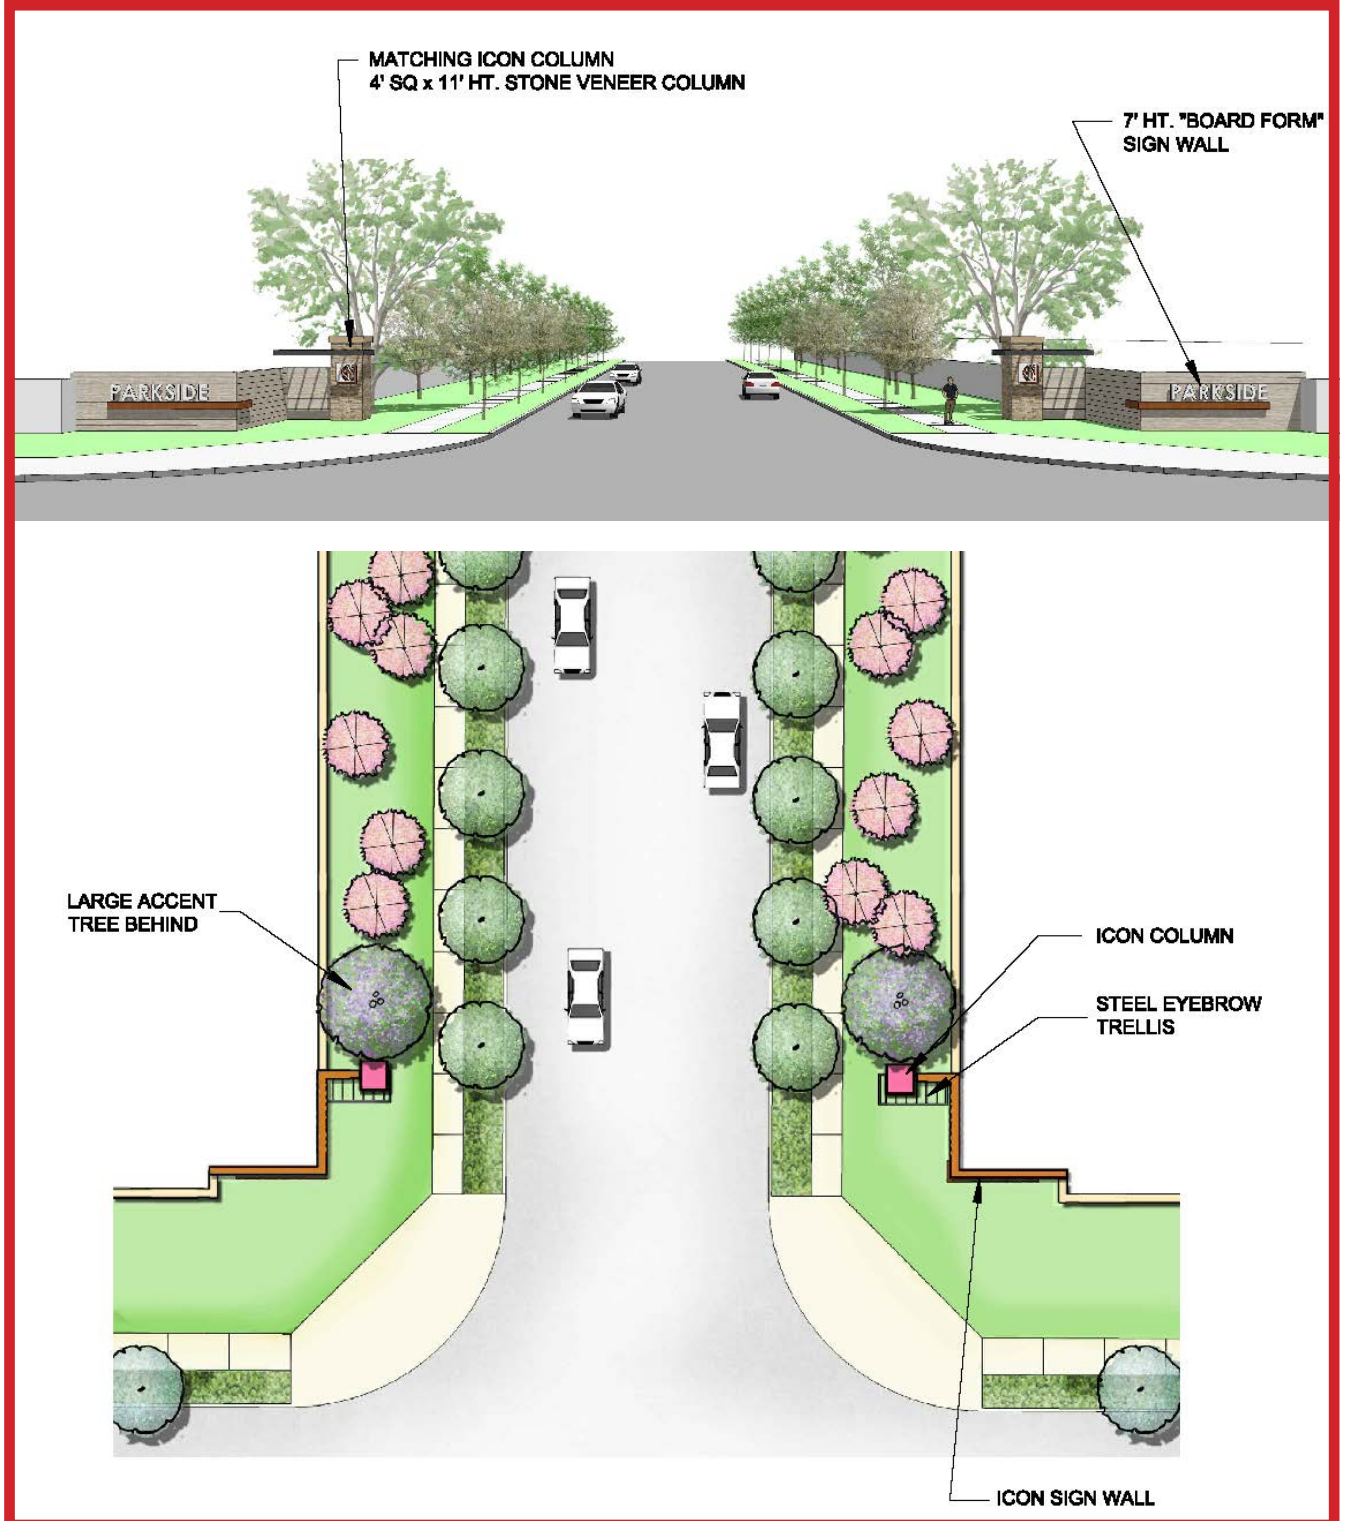 MATCHING ICON COLUMN
4' SQ x 11' HT. STONE VENEER COLUMN
7' HT. "BOARD FORM"
SIGN WALL
PARKSIDE
PARKSIDE
LARGE ACCENT
TREE BEHIND
ICON COLUMN
STEEL EYEBROW
TRELLIS
ICON SIGN WALL